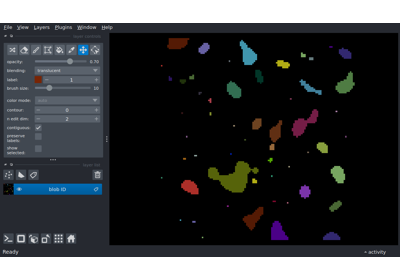 File View Layers Plugins Window Help
opacity: 0.70
blending: translucent
label: 1
brush size: 10
color mode:
contour: 0
n edit dim: 2
contiguous:
preserve labels:
show selected:
blob ID
Ready
activity